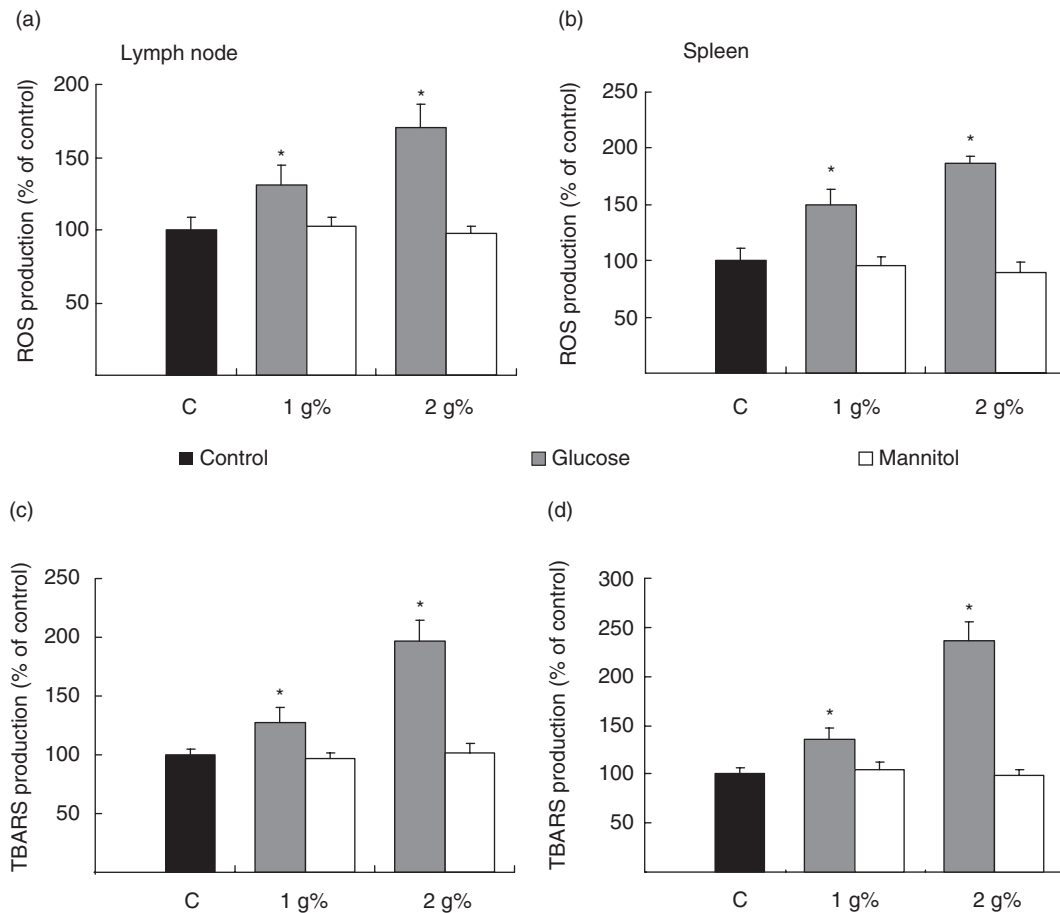 (a)
Lymph node
ROS production (% of control)
200
150
100
50
*
*
C
1 g%
2 g%
(b)
Spleen
ROS production (% of control)
250
200
150
100
50
*
*
C
1 g%
2 g%
Control
Glucose
Mannitol
(c)
TBARS production (% of control)
250
200
150
100
50
*
*
C
1 g%
2 g%
(d)
TBARS production (% of control)
300
250
200
150
100
50
*
*
C
1 g%
2 g%